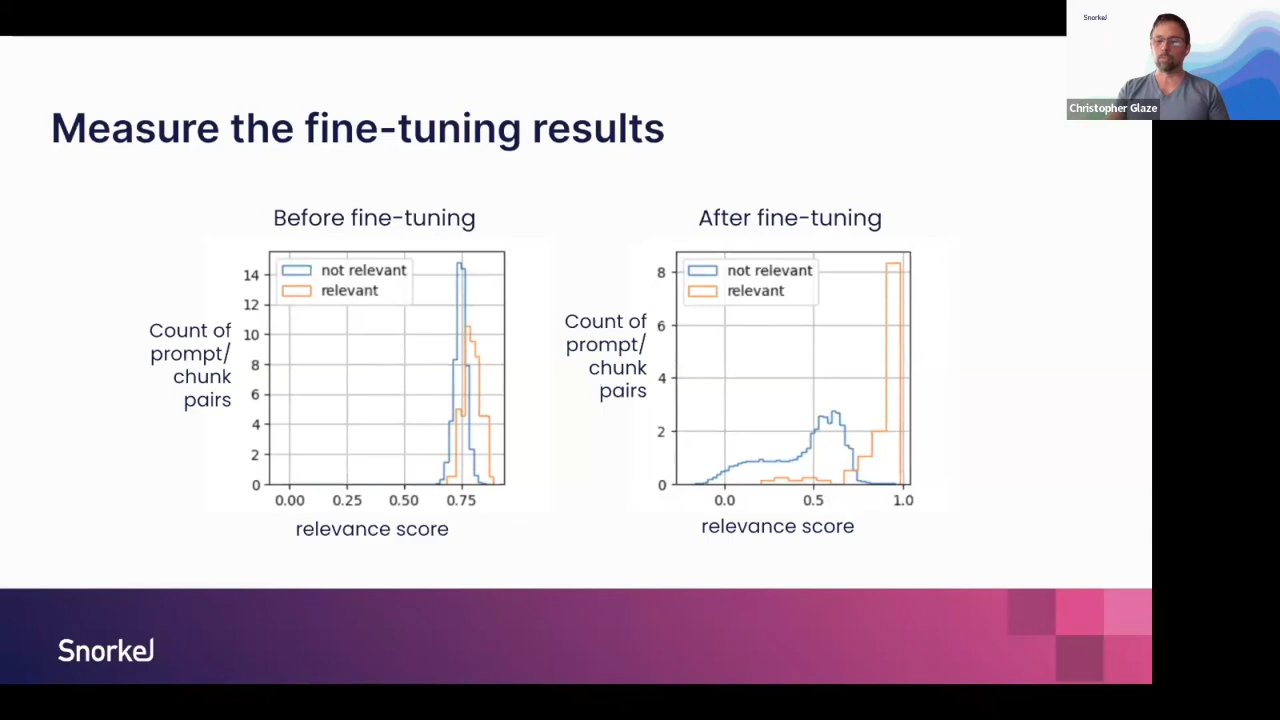 Snorkel
Christopher Glaze
Measure the fine-tuning results
Before fine-tuning
not relevant
relevant
14
12
10
8
6
4
2
0
Count of
prompt/
chunk
pairs
0.00 0.25 0.50 0.75
relevance score
After fine-tuning
not relevant
relevant
8
6
4
2
0
Count of
prompt/
chunk
pairs
0.0 0.5 1.0
relevance score
Snorkel